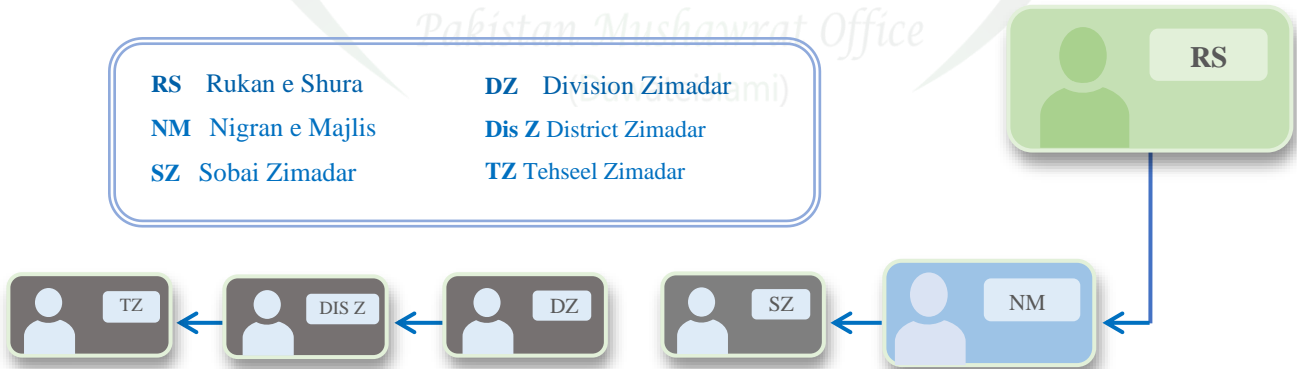 Pakistan Mushawrat Office
(Dawateislami)
RS Rukan e Shura
NM Nigran e Majlis
SZ Sobai Zimadar
DZ Division Zimadar
Dis Z District Zimadar
TZ Tehseel Zimadar
RS
TZ
DIS Z
DZ
SZ
NM